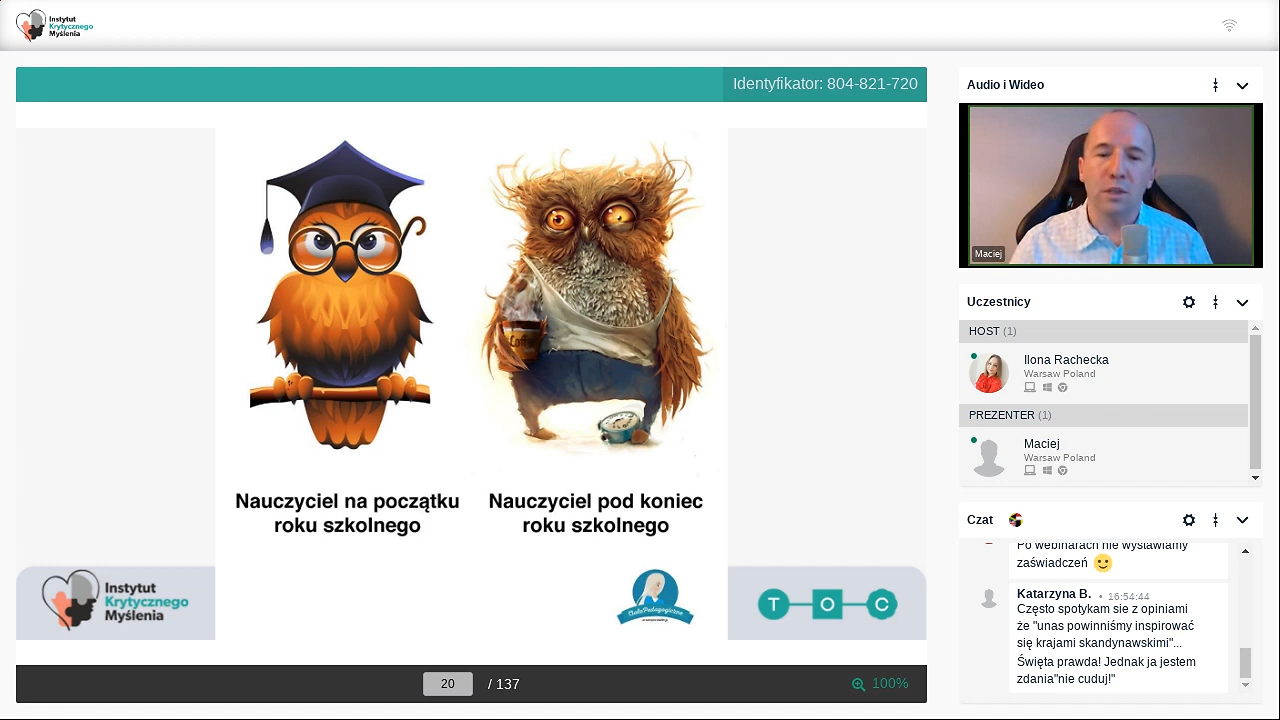 Instytut
Krytycznego
Myślenia
Identyfikator: 804-821-720
Coffee
Nauczyciel na początku
roku szkolnego
Nauczyciel pod koniec
roku szkolnego
Instytut
Krytycznego
Myślenia
T O C
20 / 137
100%
Audio i Wideo
Maciej
Uczestnicy
HOST (1)
Ilona Rachecka
Warsaw Poland
PREZENTER (1)
Maciej
Warsaw Poland
Czat
Po webinarach nie wystawiamy
zaświadczeń
Katarzyna B. • 16:54:44
Często spotykam sie z opiniami
że "unas powinniśmy inspirować
się krajami skandynawskimi"...
Święta prawda! Jednak ja jestem
zdania"nie cuduj!"